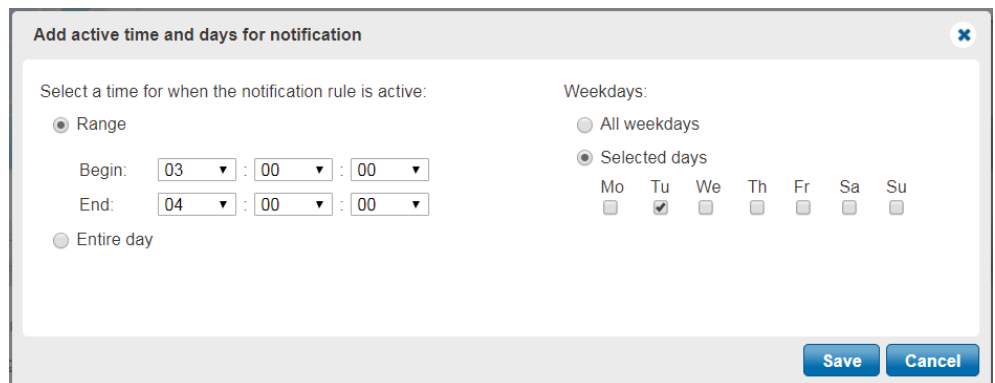 Add active time and days for notification
Select a time for when the notification rule is active:
Range
Begin: 03 : 00 : 00
End: 04 : 00 : 00
Entire day
Weekdays:
All weekdays
Selected days
Mo Tu We Th Fr Sa Su
Save Cancel